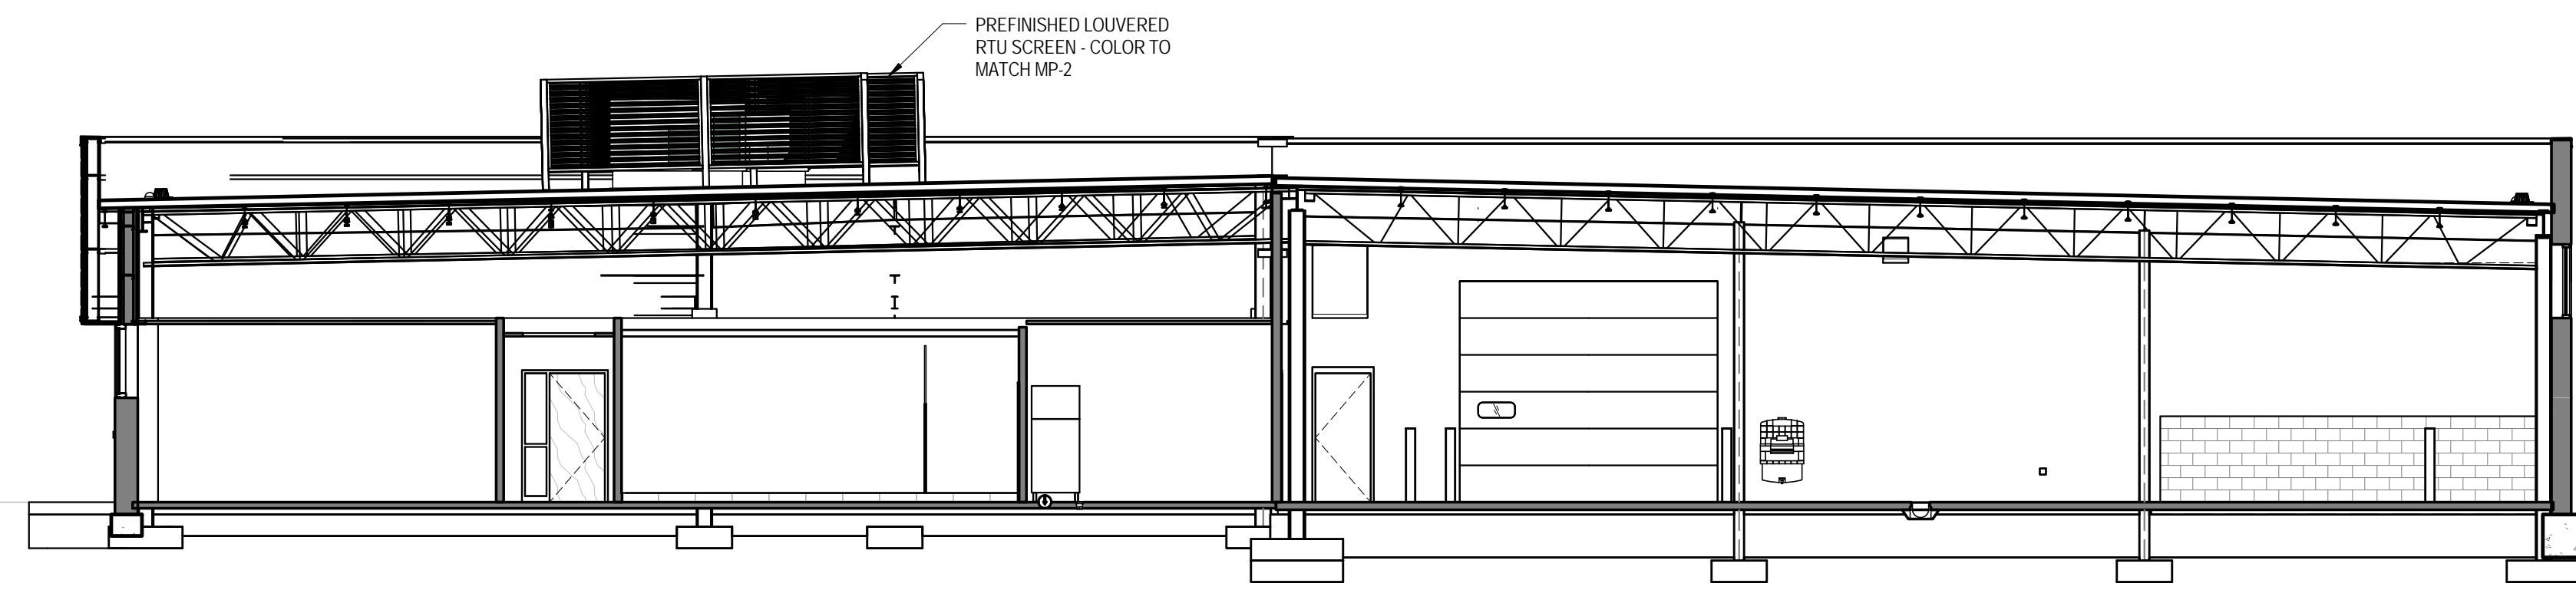 PREFINISHED LOUVERED
RTU SCREEN - COLOR TO
MATCH MP-2